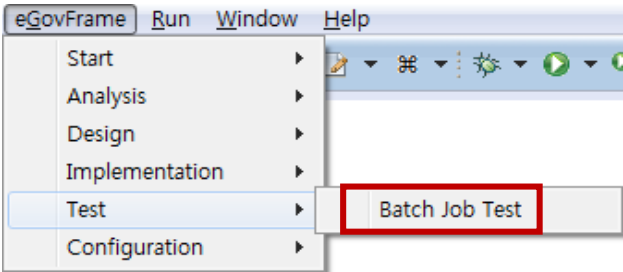 eGovFrame Run Window Help
Start
Analysis
Design
Implementation
Test
Batch Job Test
Configuration